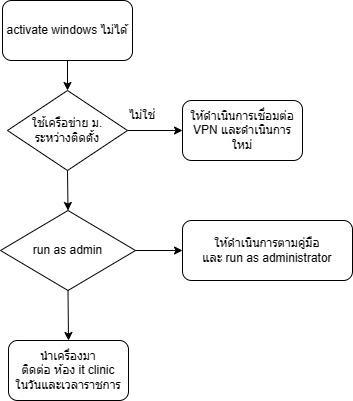 activate windows ไม่ได้
ใช้เครือข่าย ม.
ระหว่างติดตั้ง
ไม่ใช่
ให้ดำเนินการเชื่อมต่อ
VPN และดำเนินการ
ใหม่
run as admin
ให้ดำเนินการตามคู่มือ
และ run as administrator
นำเครื่องมา
ติดต่อ ห้อง it clinic
ในวันและเวลาราชการ